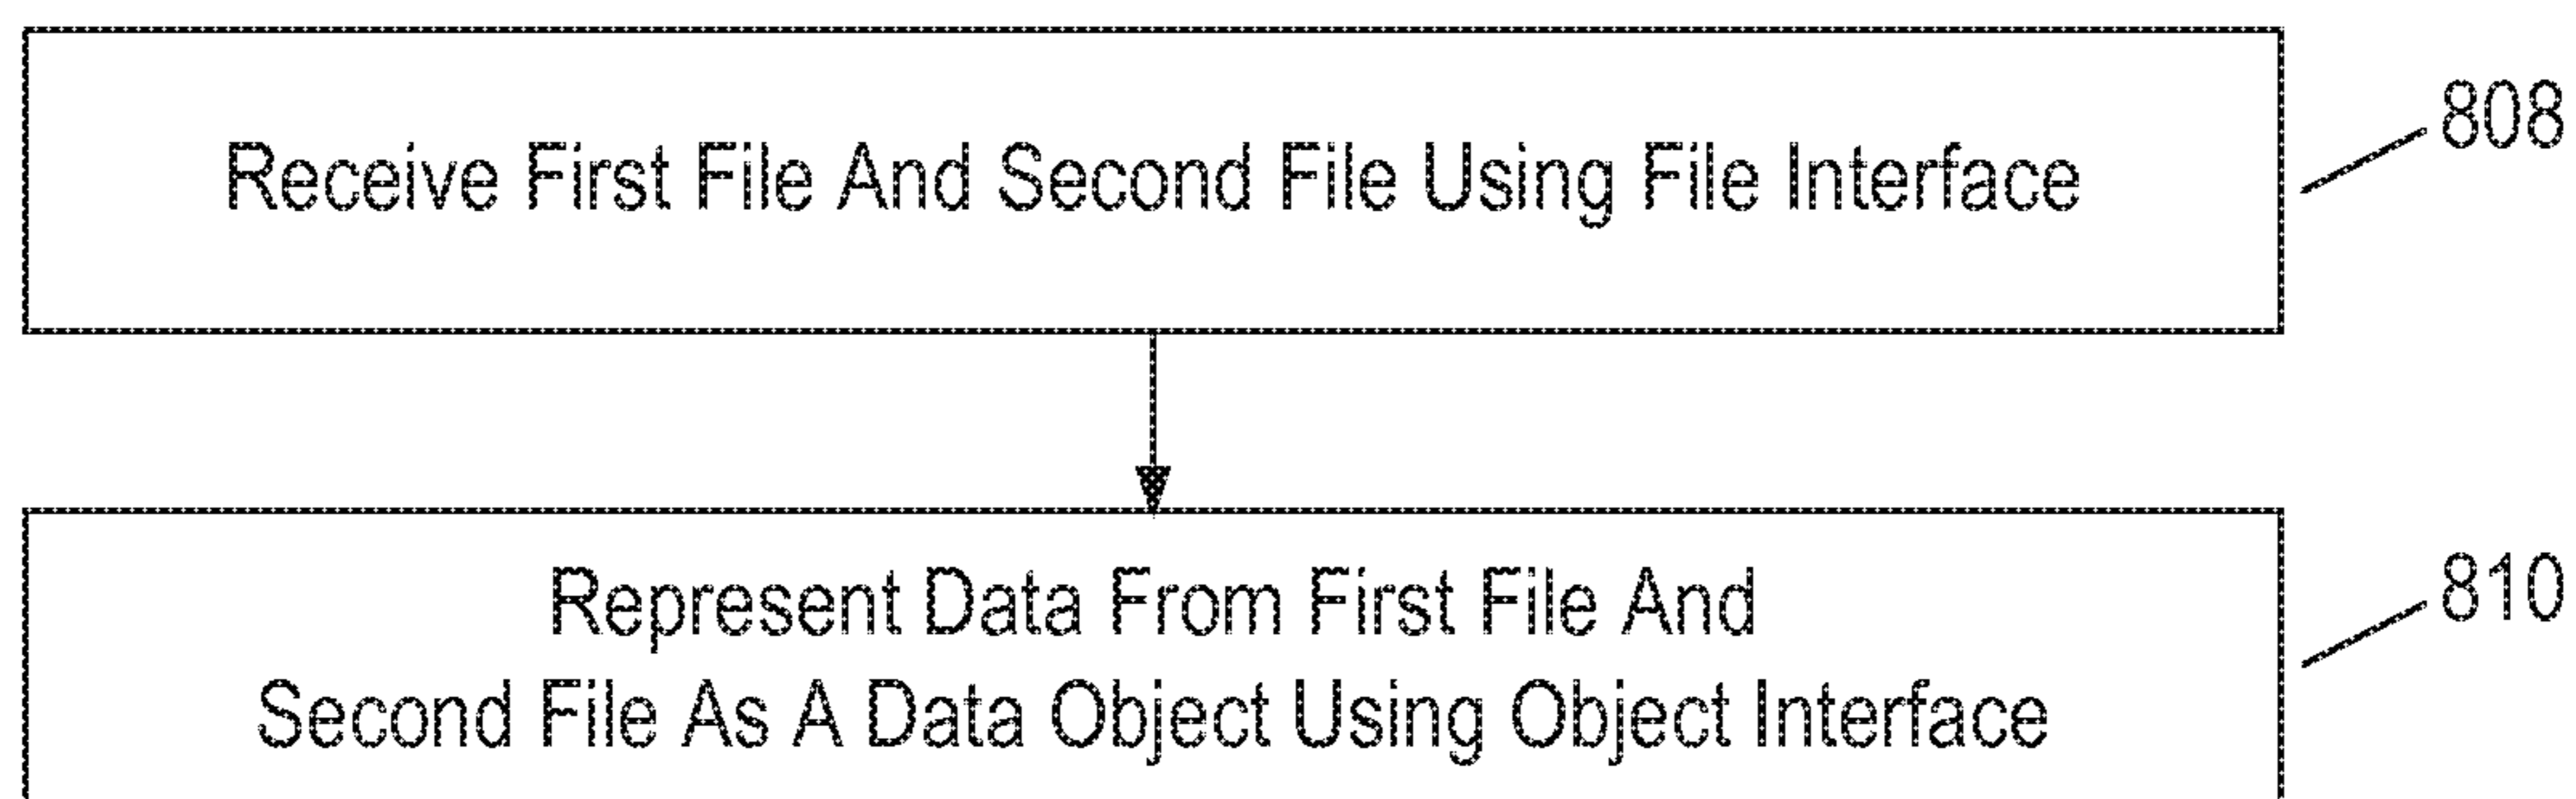 Receive First File And Second File Using File Interface
808
Represent Data From First File And
Second File As A Data Object Using Object Interface
810